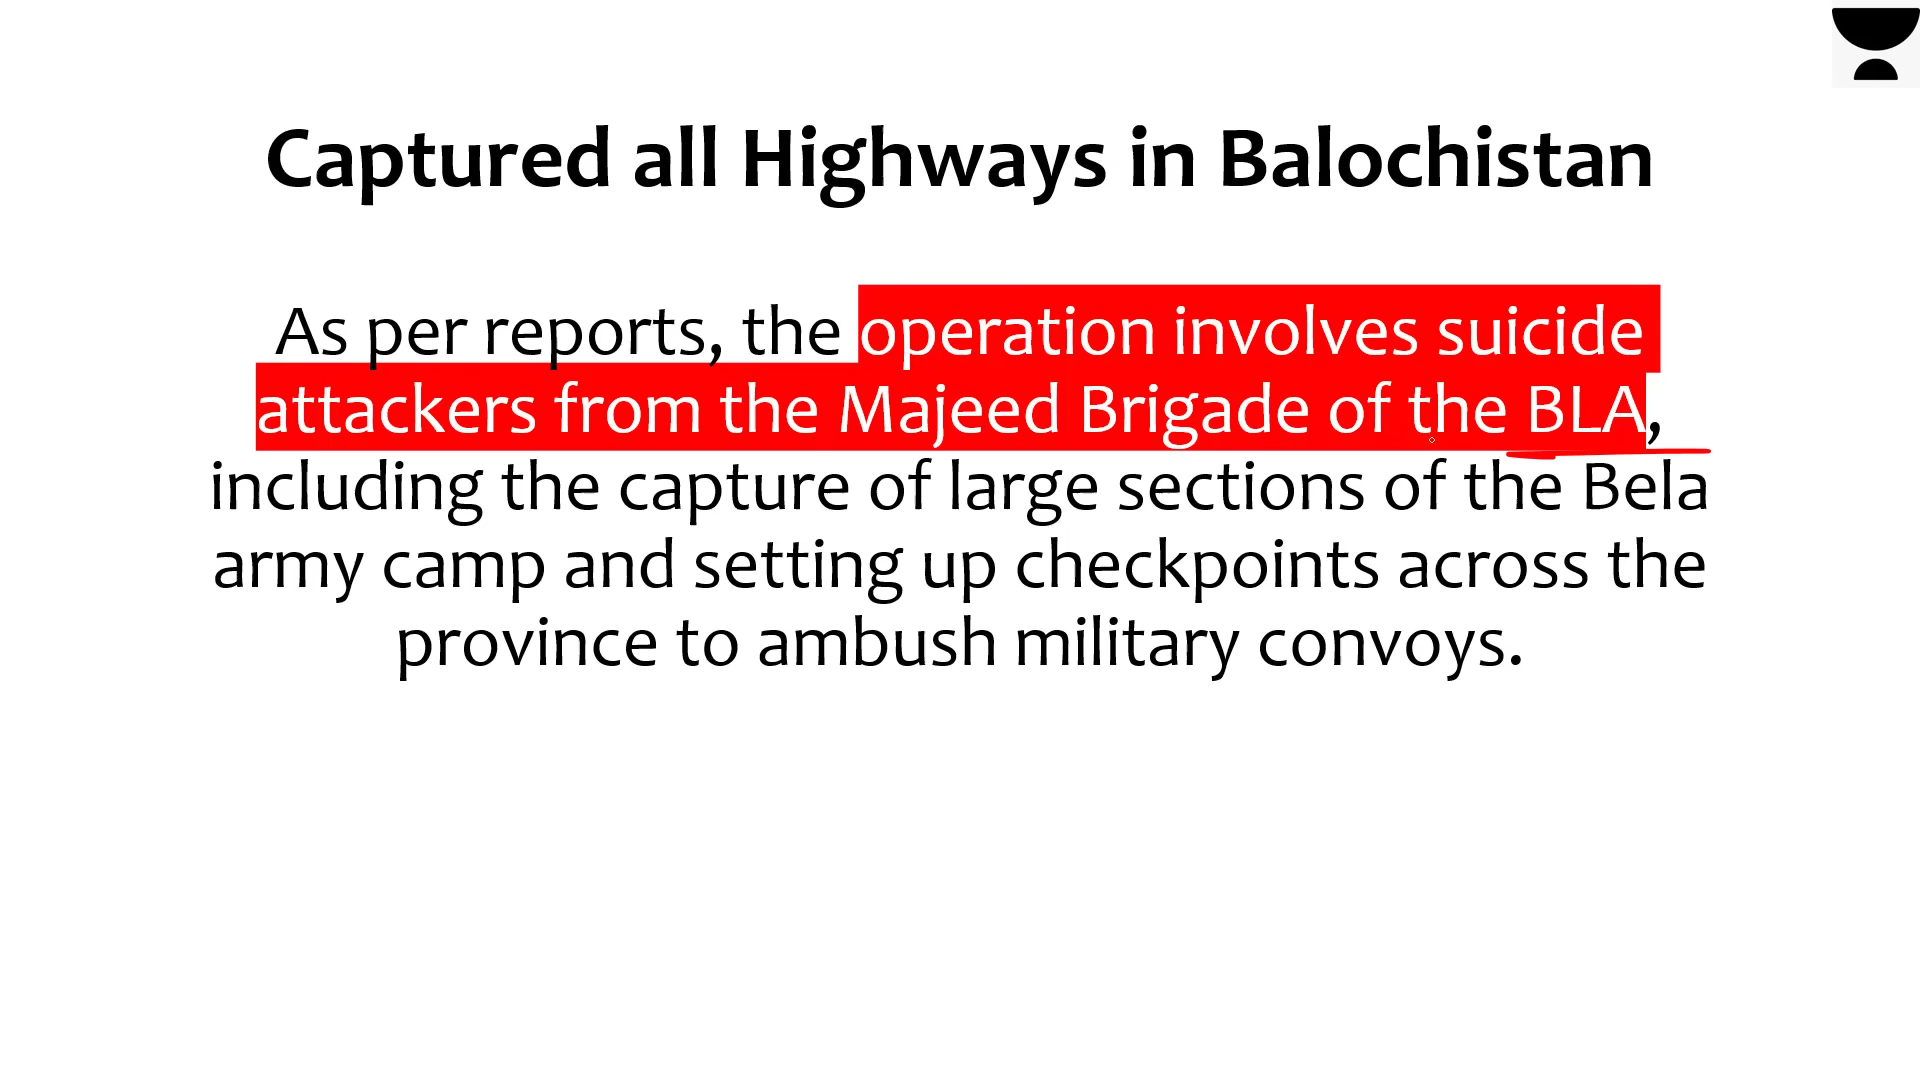 Captured all Highways in Balochistan
As per reports, the operation involves suicide
attackers from the Majeed Brigade of the BLA,
including the capture of large sections of the Bela
army camp and setting up checkpoints across the
province to ambush military convoys.